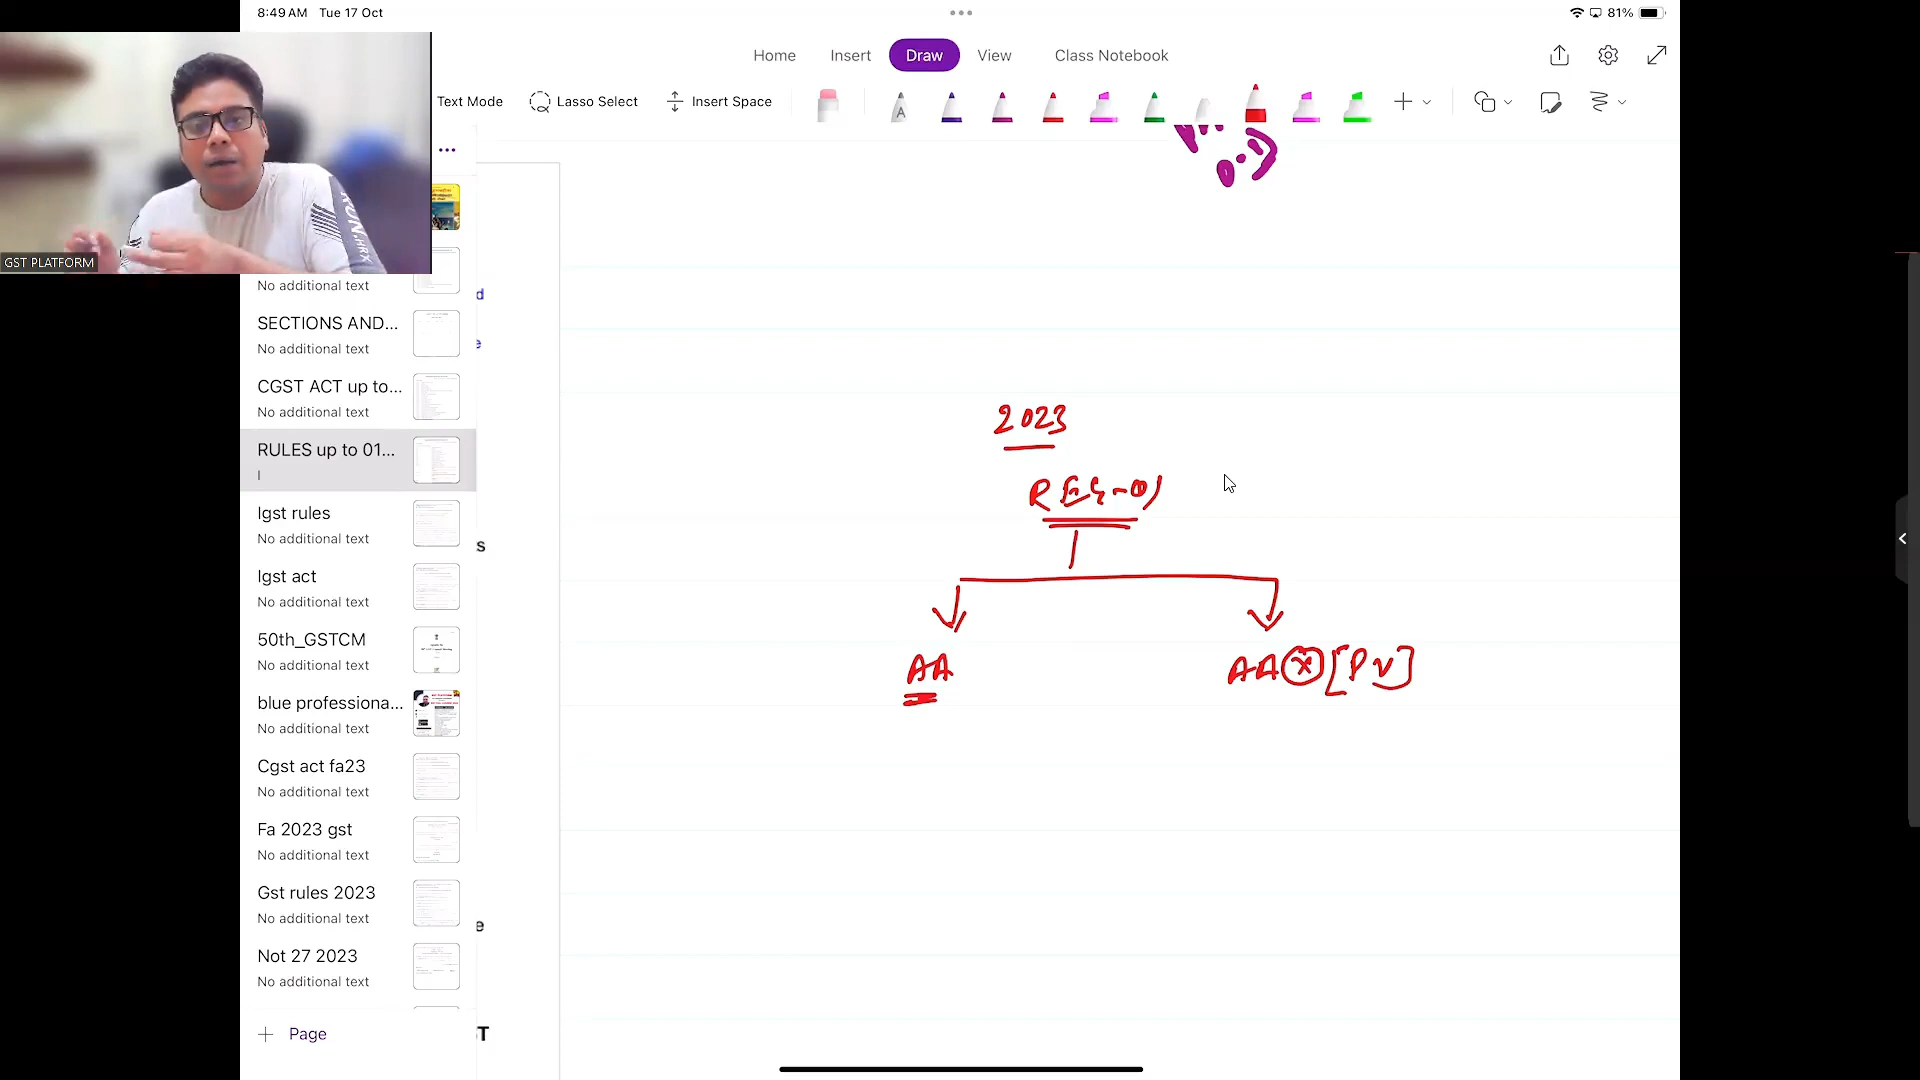 8:49 AM Tue 17 Oct
81%
Home Insert Draw View Class Notebook
Text Mode Lasso Select Insert Space
GST PLATFORM
No additional text
SECTIONS AND...
No additional text
CGST ACT up to...
No additional text
RULES up to 01...
I
Igst rules
No additional text
Igst act
No additional text
50th_GSTCM
No additional text
blue professiona...
No additional text
Cgst act fa23
No additional text
Fa 2023 gst
No additional text
Gst rules 2023
No additional text
Not 27 2023
No additional text
Page
d
e
s
e
ST
2023
AA
AA ⓧ [PV]